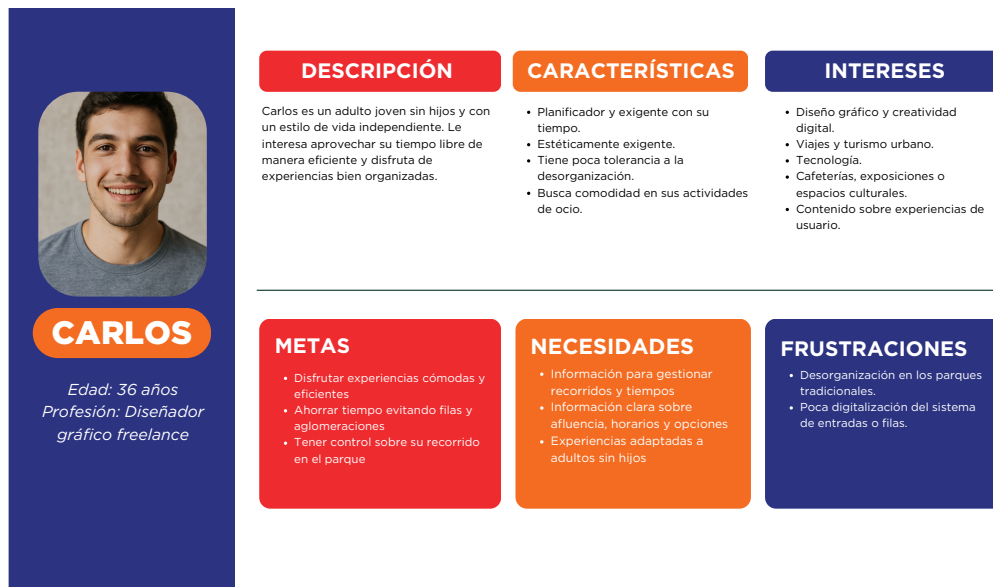 CARLOS
Edad: 36 años
Profesión: Diseñador
gráfico freelance
DESCRIPCIÓN
Carlos es un adulto joven sin hijos y con
un estilo de vida independiente. Le
interesa aprovechar su tiempo libre de
manera eficiente y disfruta de
experiencias bien organizadas.
CARACTERÍSTICAS
• Planificador y exigente con su
tiempo.
• Estéticamente exigente.
• Tiene poca tolerancia a la
desorganización.
• Busca comodidad en sus actividades
de ocio.
INTERESES
• Diseño gráfico y creatividad
digital.
• Viajes y turismo urbano.
• Tecnología.
• Cafeterías, exposiciones o
espacios culturales.
• Contenido sobre experiencias de
usuario.
METAS
• Disfrutar experiencias cómodas y
eficientes
• Ahorrar tiempo evitando filas y
aglomeraciones
• Tener control sobre su recorrido
en el parque
NECESIDADES
• Información para gestionar
recorridos y tiempos
• Información clara sobre
afluencia, horarios y opciones
• Experiencias adaptadas a
adultos sin hijos
FRUSTRACIONES
• Desorganización en los parques
tradicionales.
• Poca digitalización del sistema
de entradas o filas.